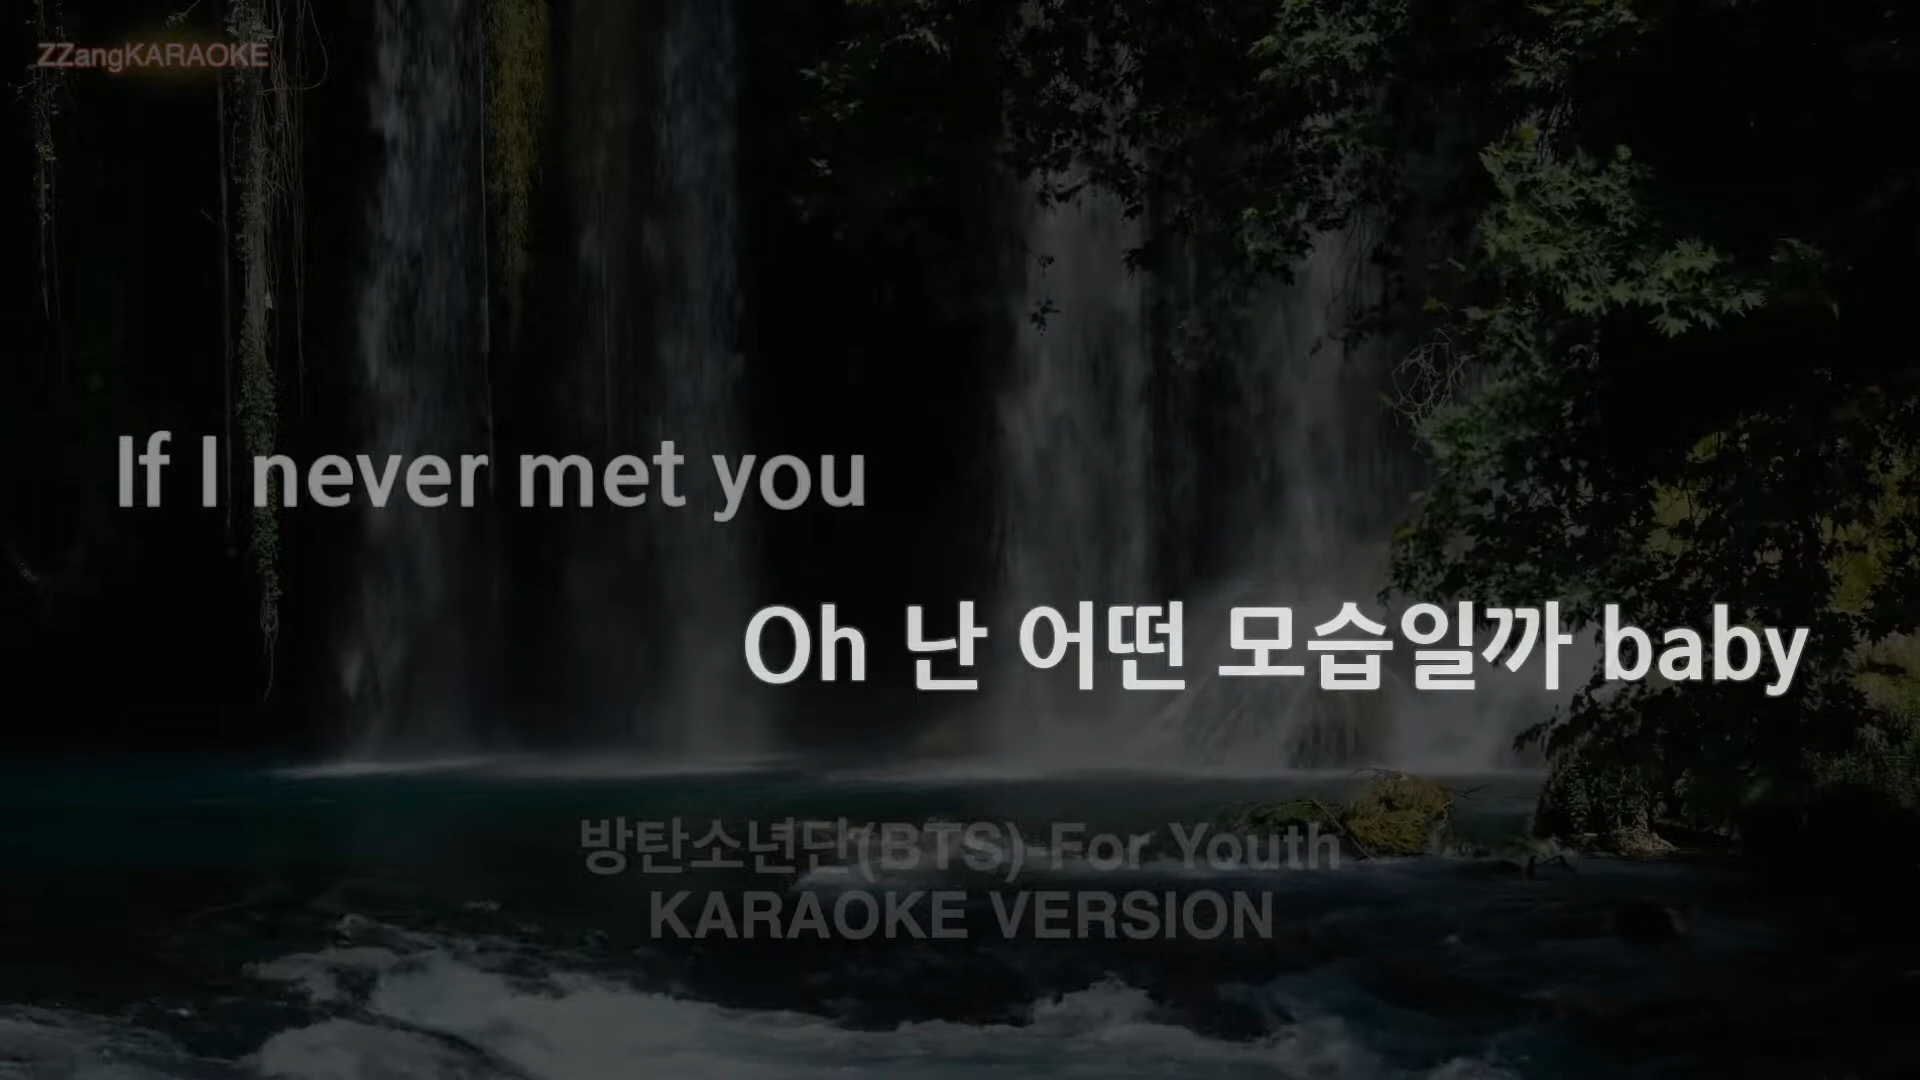 ZZangKARAOKE
If I never met you
Oh 난 어떤 모습일까 baby
방탄소년단(BTS)-For Youth
KARAOKE VERSION